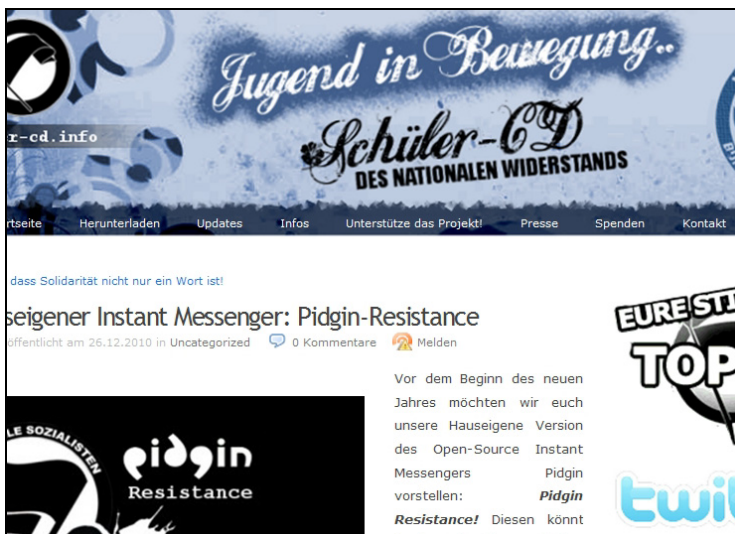 Jugend in Bewegung..
r-cd.info
Schüler-CD
DES NATIONALEN WIDERSTANDS
rtseite Herunterladen Updates Infos Unterstütze das Projekt! Presse Spenden Kontakt
dass Solidarität nicht nur ein Wort ist!
seigener Instant Messenger: Pidgin-Resistance
öffentlicht am 26.12.2010 in Uncategorized 0 Kommentare Melden
Vor dem Beginn des neuen
Jahres möchten wir euch
unsere Hauseigene Version
des Open-Source Instant
Messengers Pidgin
vorstellen: Pidgin
Resistance! Diesen könnt
LE SOZIALISTEN
pidgin
Resistance
EURE STI
TOP
twi